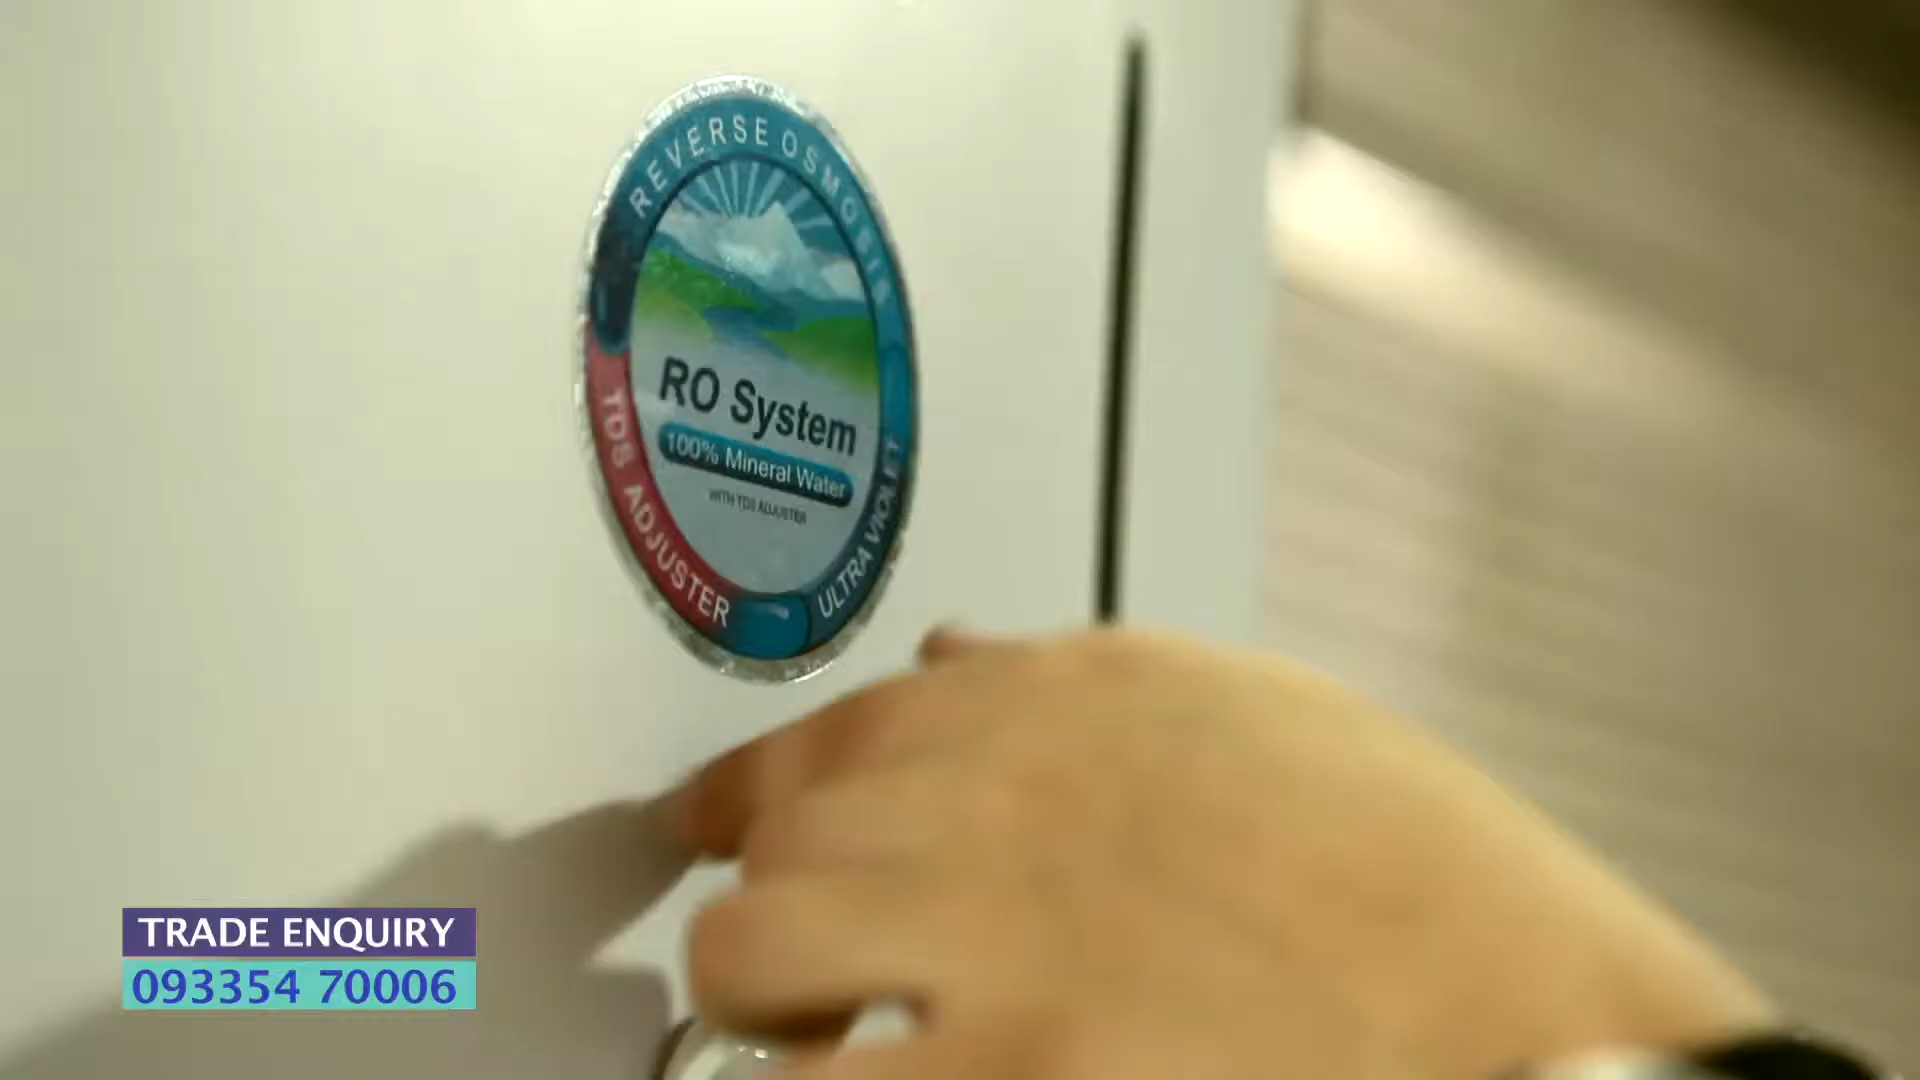 REVERSE OSMOSIS
RO System
100% Mineral Water
WITH TDS ADJUSTER
TDS ADJUSTER
ULTRA VIOLET
TRADE ENQUIRY
093354 70006